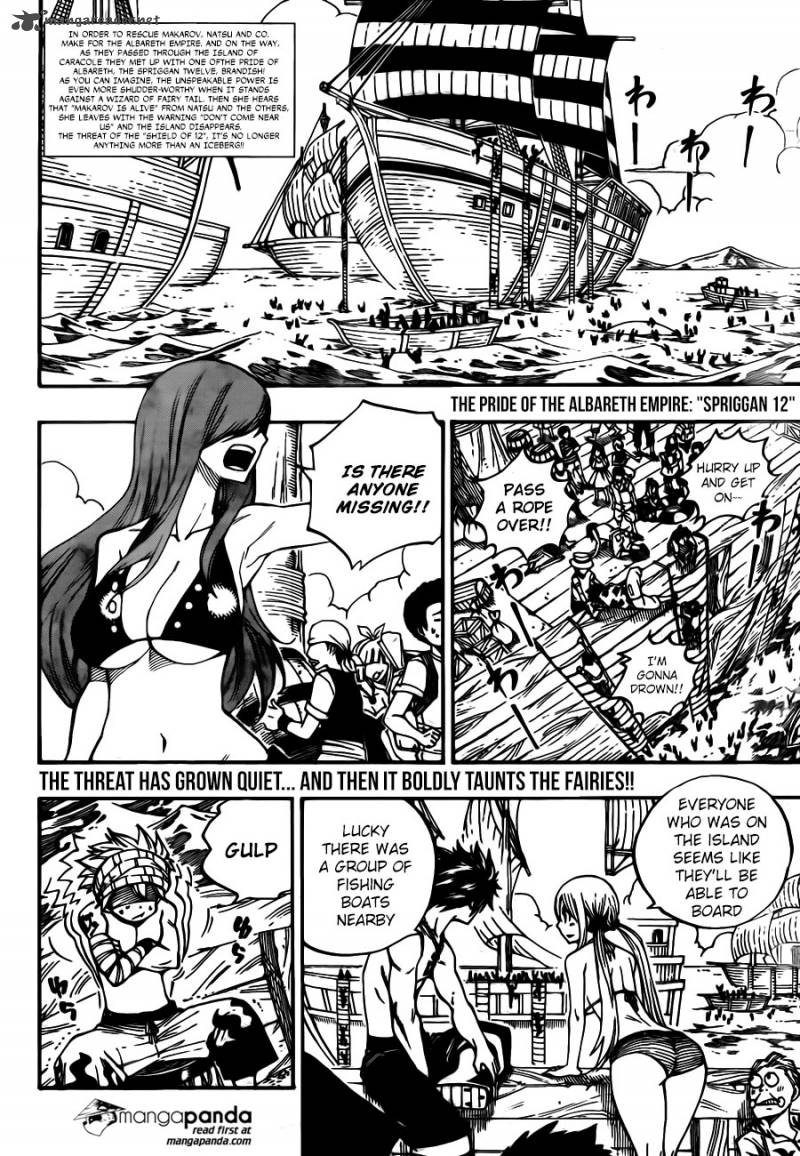 mangareader.net
IN ORDER TO RESCUE MAKAROV, NATSU AND CO.
MAKE FOR THE ALBARETH EMPIRE, AND ON THE WAY,
AS THEY PASSED THROUGH THE ISLAND OF
CARACOLE THEY MET UP WITH ONE OFTHE PRIDE OF
ALBARETH, THE SPRIGGAN TWELVE, BRANDISH!
AS YOU CAN IMAGINE, THE UNSPEAKABLE POWER IS
EVEN MORE SHUDDER-WORTHY WHEN IT STANDS
AGAINST A WIZARD OF FAIRY TAIL. THEN SHE HEARS
THAT "MAKAROV IS ALIVE" FROM NATSU AND THE OTHERS,
SHE LEAVES WITH THE WARNING "DON'T COME NEAR
US" AND THE ISLAND DISAPPEARS.
THE THREAT OF THE "SHIELD OF 12", IT'S NO LONGER
ANYTHING MORE THAN AN ICEBERG!!
わー
わー
わー
THE PRIDE OF THE ALBARETH EMPIRE: "SPRIGGAN 12"
IS THERE
ANYONE
MISSING!!
HURRY UP
AND GET
ON~~
PASS
A ROPE
OVER!!
わー
わー
I'M
GONNA
DROWN!!
THE THREAT HAS GROWN QUIET... AND THEN IT BOLDLY TAUNTS THE FAIRIES!!
GULP
LUCKY
THERE WAS
A GROUP OF
FISHING
BOATS
NEARBY
EVERYONE
WHO WAS ON
THE ISLAND
SEEMS LIKE
THEY'LL BE
ABLE TO
BOARD
mangapanda
read first at
mangapanda.com